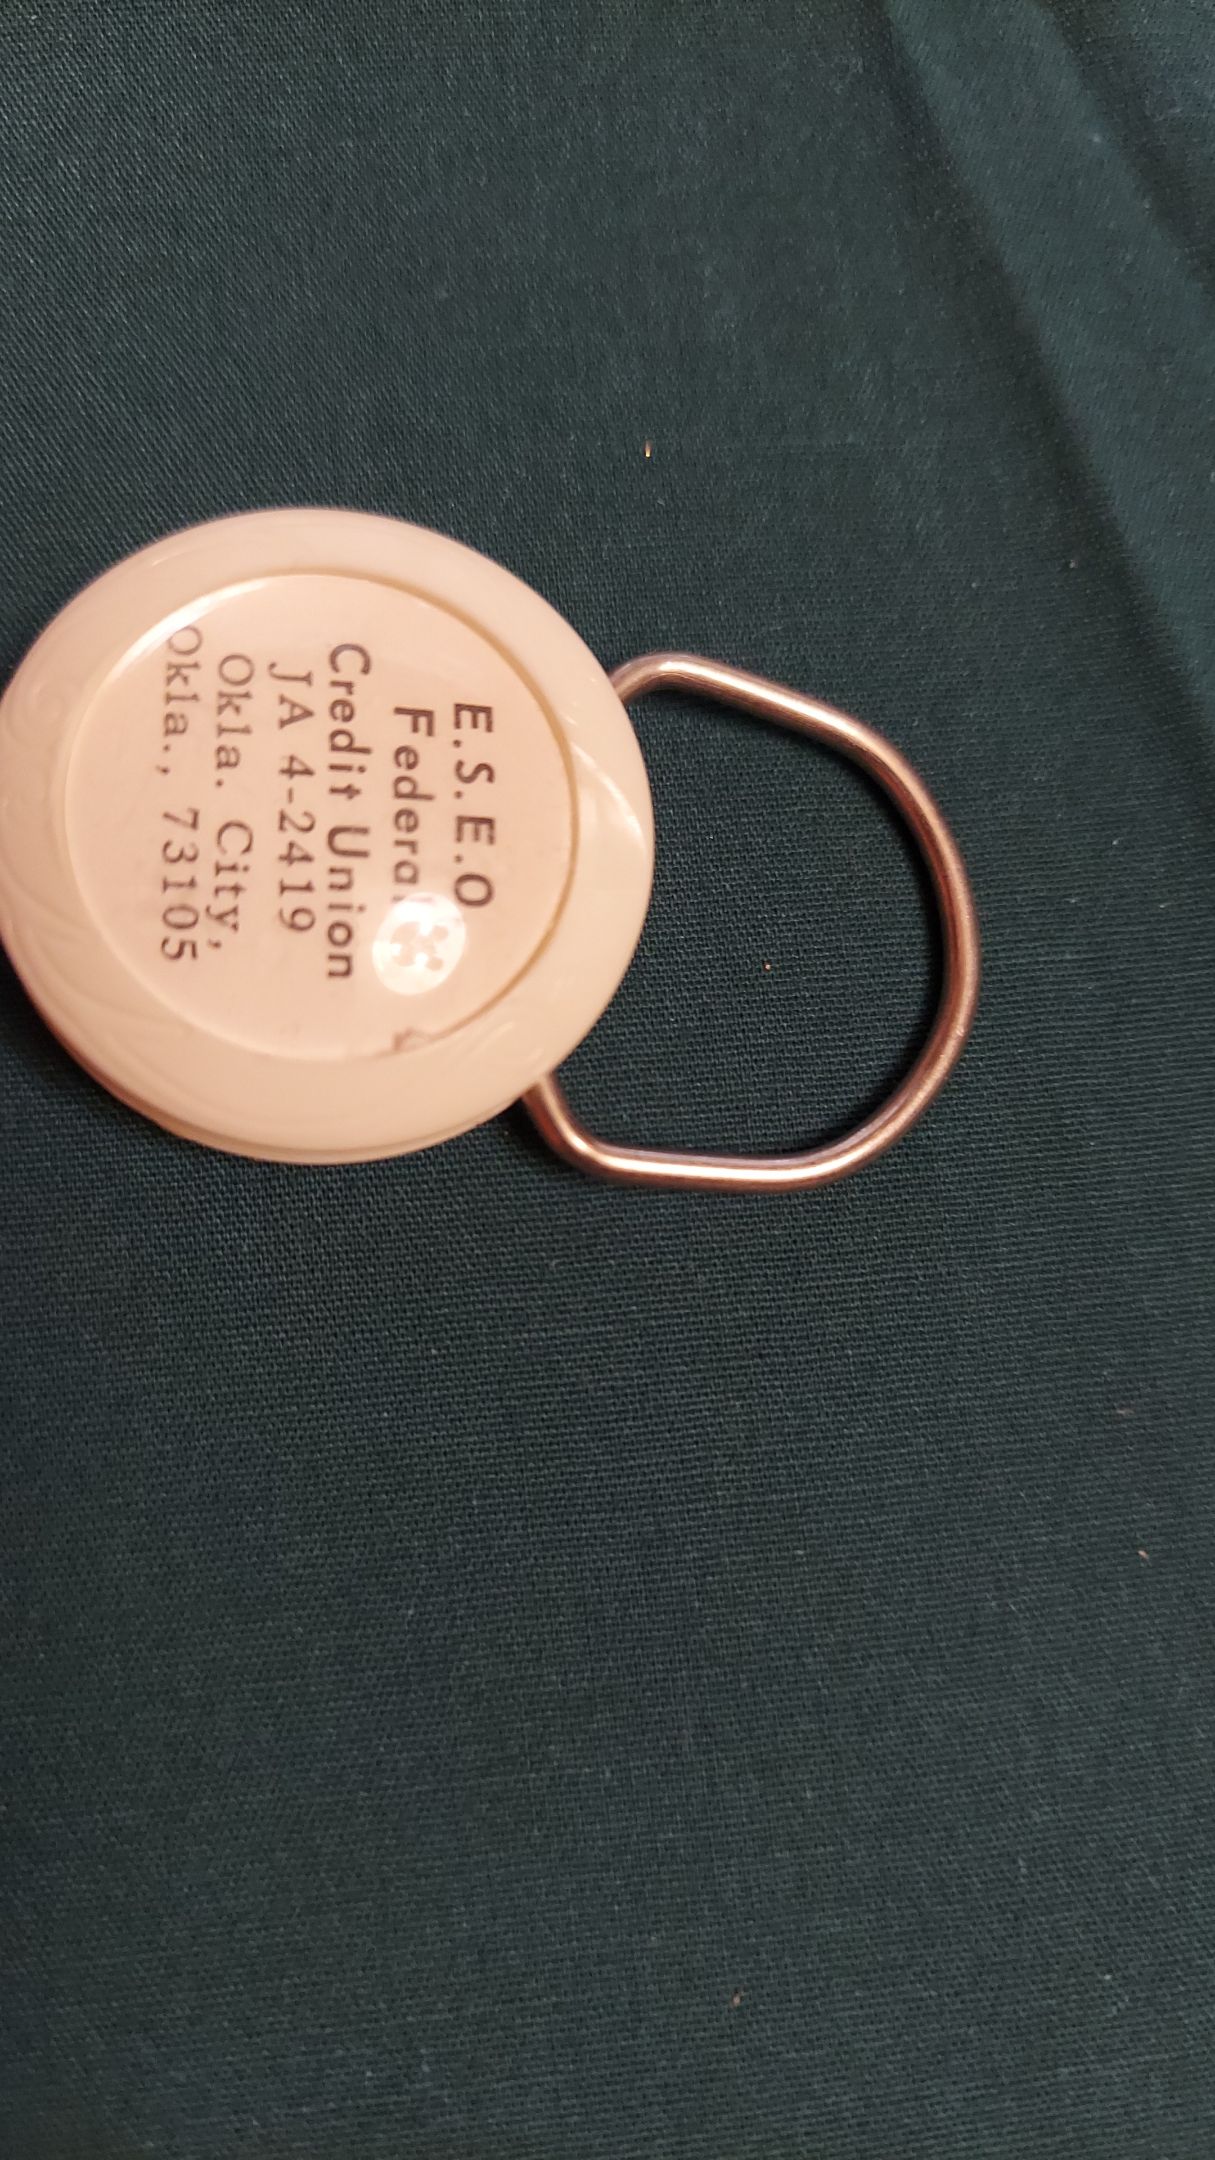 E.S.E.O
Federal
Credit Union
JA 4-2419
Okla. City,
Okla., 73105